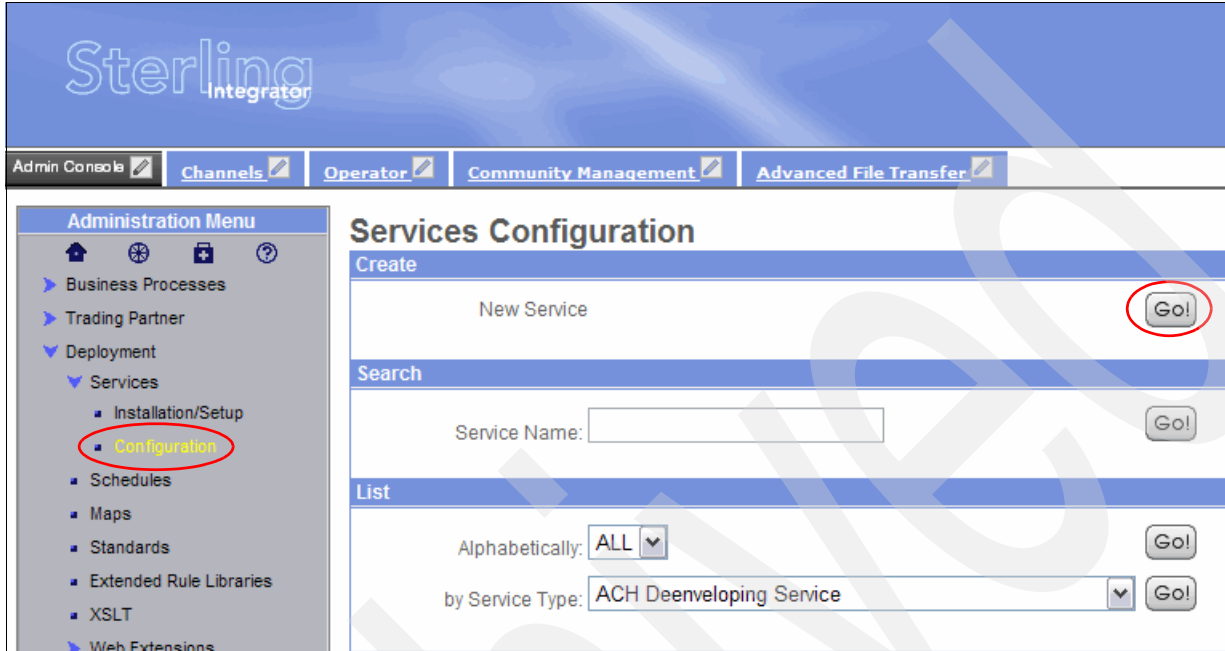 Sterling
Integrator
Admin Console
Channels
Operator
Community Management
Advanced File Transfer
Administration Menu
Business Processes
Trading Partner
Deployment
Services
Installation/Setup
Configuration
Schedules
Maps
Standards
Extended Rule Libraries
XSLT
Web Extensions
Services Configuration
Create
New Service Go!
Search
Service Name: Go!
List
Alphabetically: ALL Go!
by Service Type: ACH Deenveloping Service Go!